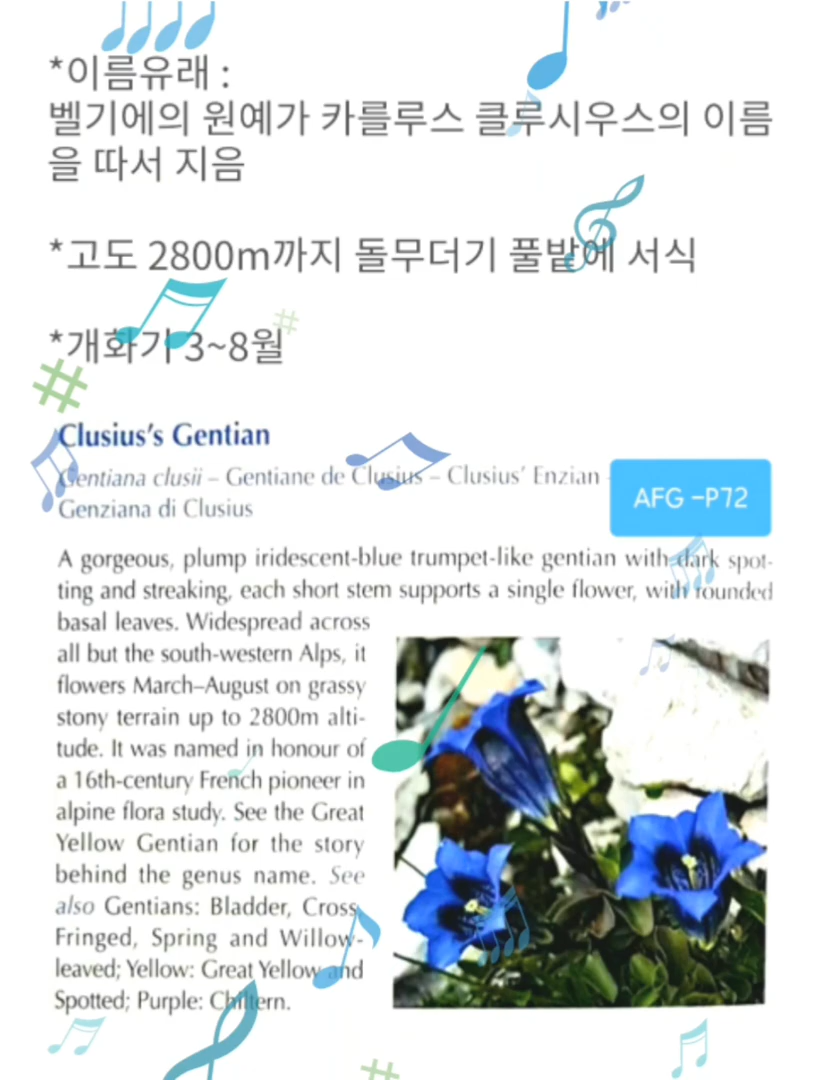 *이름유래 :
벨기에의 원예가 카를루스 클루시우스의 이름
을 따서 지음
*고도 2800m까지 돌무더기 풀밭에 서식
*개화기 3~8월
Clusius's Gentian
Gentiana clusii – Gentiane de Clusius – Clusius' Enzian -
AFG -P72
Genziana di Clusius
A gorgeous, plump iridescent-blue trumpet-like gentian with dark spot-
ting and streaking, each short stem supports a single flower, with rounded
basal leaves. Widespread across
all but the south-western Alps, it
flowers March–August on grassy
stony terrain up to 2800m alti-
tude. It was named in honour of
a 16th-century French pioneer in
alpine flora study. See the Great
Yellow Gentian for the story
behind the genus name. See
also Gentians: Bladder, Cross,
Fringed, Spring and Willow-
leaved; Yellow: Great Yellow and
Spotted; Purple: Chiltern.